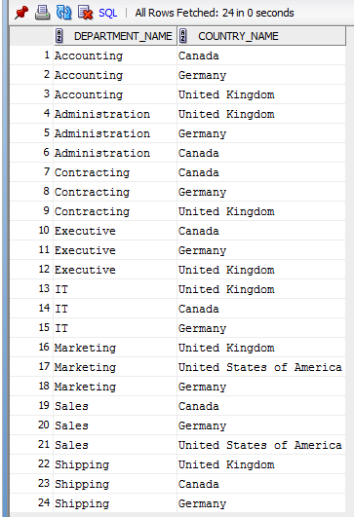 SQL | All Rows Fetched: 24 in 0 seconds
DEPARTMENT_NAME COUNTRY_NAME
1 Accounting Canada
2 Accounting Germany
3 Accounting United Kingdom
4 Administration United Kingdom
5 Administration Germany
6 Administration Canada
7 Contracting Canada
8 Contracting Germany
9 Contracting United Kingdom
10 Executive Canada
11 Executive Germany
12 Executive United Kingdom
13 IT United Kingdom
14 IT Canada
15 IT Germany
16 Marketing United Kingdom
17 Marketing United States of America
18 Marketing Germany
19 Sales Canada
20 Sales Germany
21 Sales United States of America
22 Shipping United Kingdom
23 Shipping Canada
24 Shipping Germany